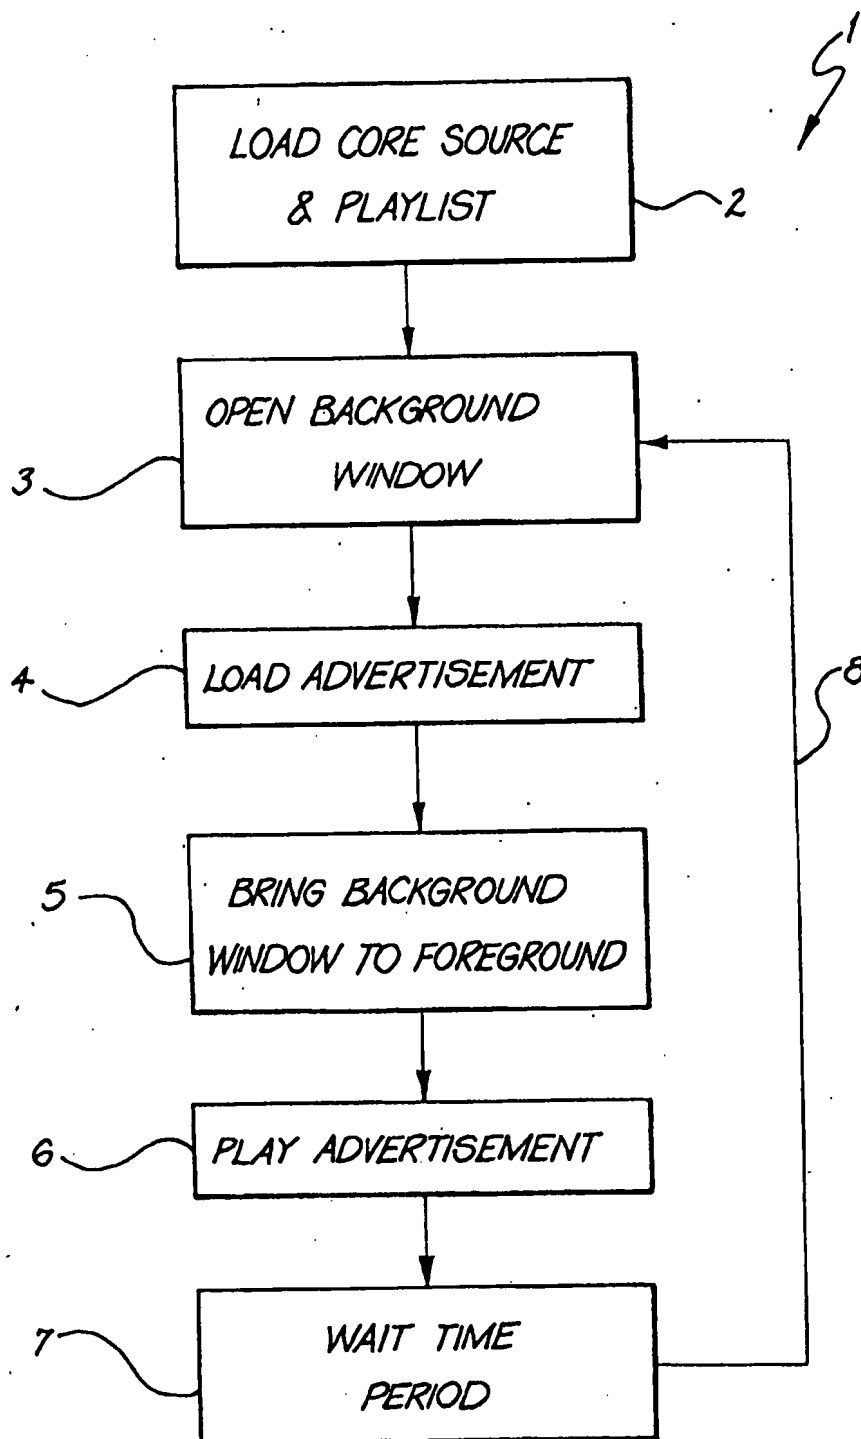 1
LOAD CORE SOURCE
& PLAYLIST
2
OPEN BACKGROUND
WINDOW
3
LOAD ADVERTISEMENT
4
8
BRING BACKGROUND
WINDOW TO FOREGROUND
5
PLAY ADVERTISEMENT
6
WAIT TIME
PERIOD
7